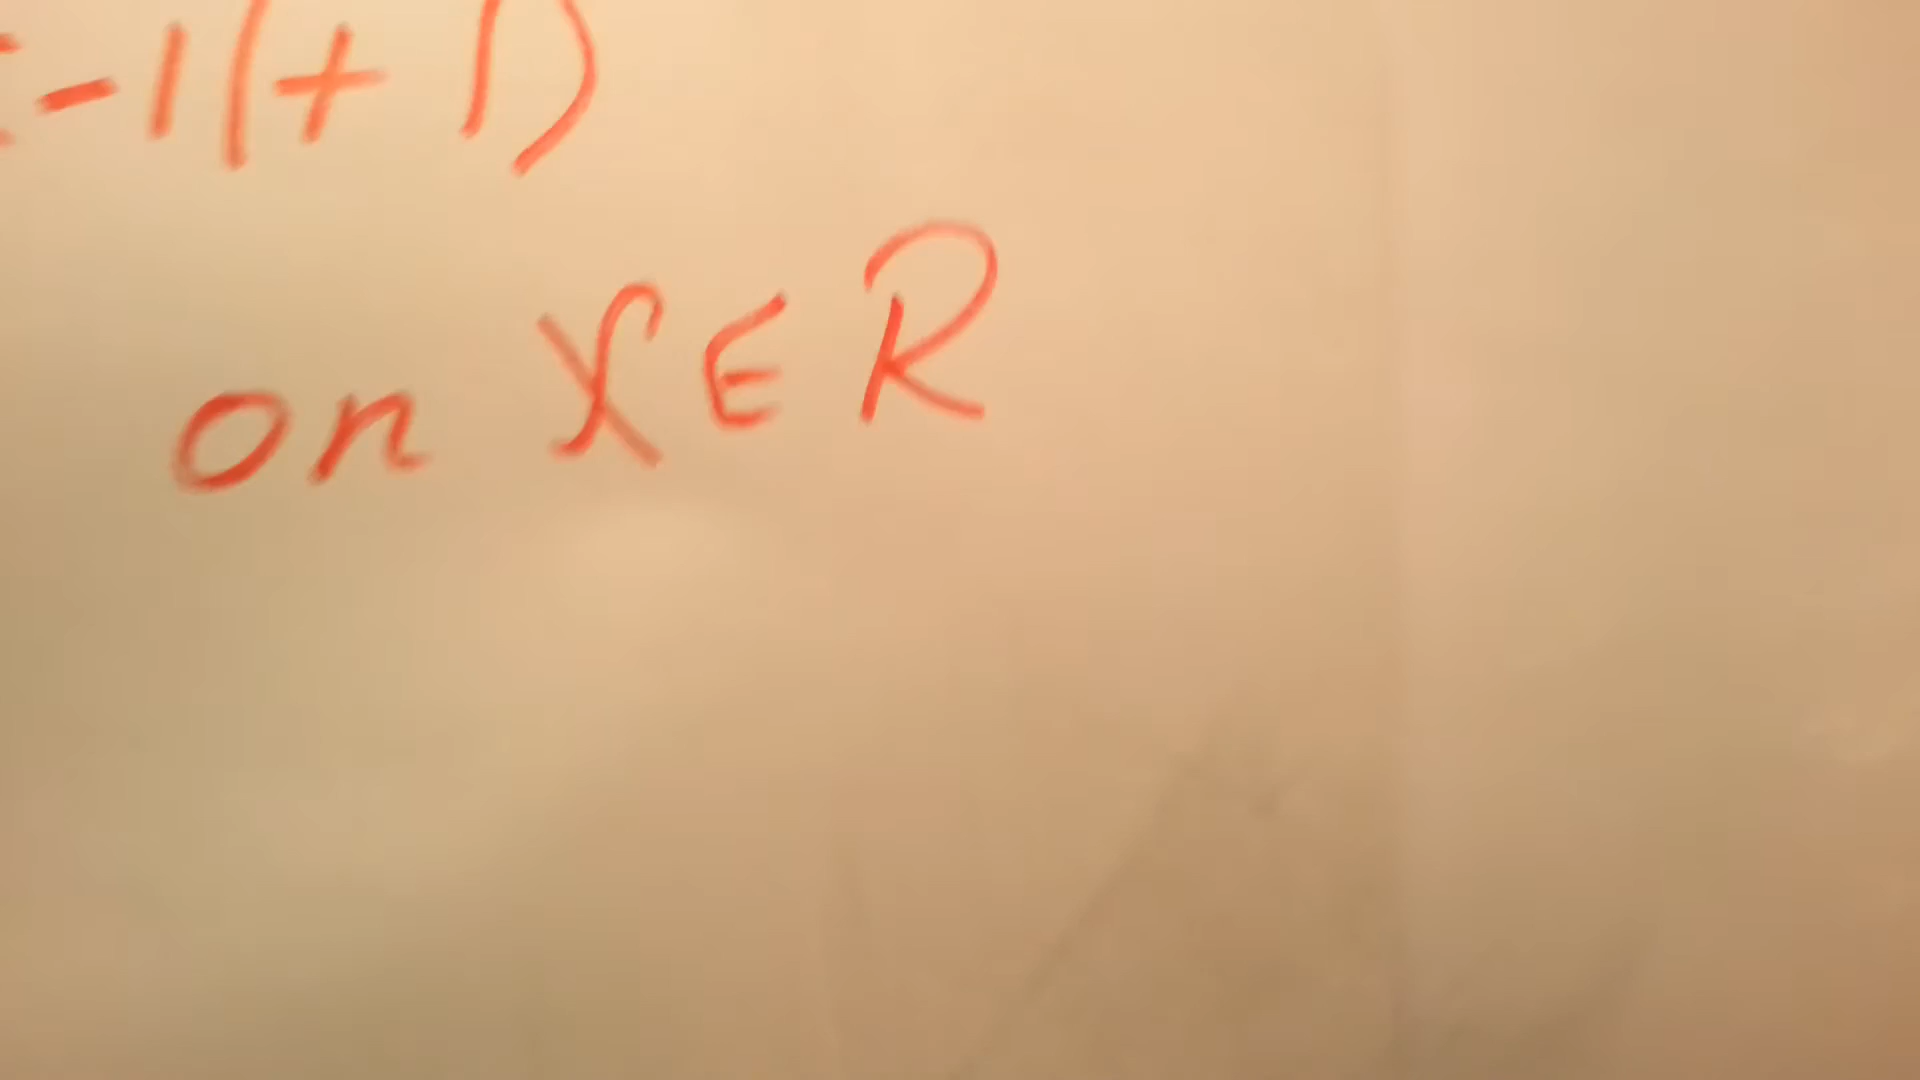 = -1(+1)
on X ∈ R